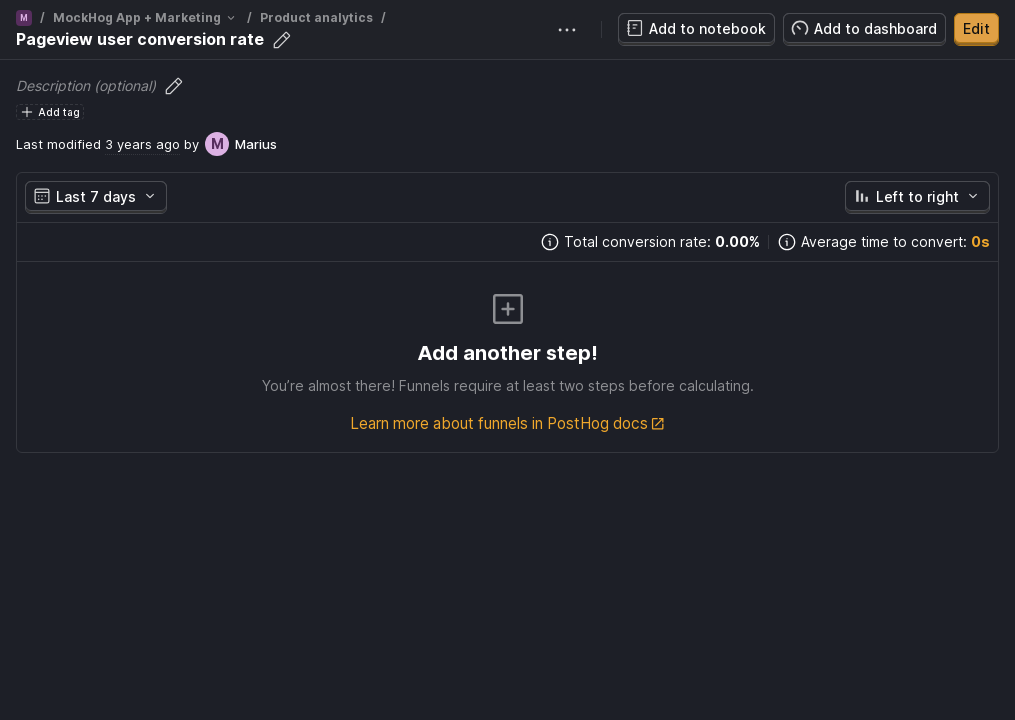 M / MockHog App + Marketing / Product analytics /
Pageview user conversion rate
Add to notebook
Add to dashboard
Edit
Description (optional)
Add tag
Last modified 3 years ago by M Marius
Last 7 days
Left to right
Total conversion rate: 0.00%
Average time to convert: 0s
Add another step!
You’re almost there! Funnels require at least two steps before calculating.
Learn more about funnels in PostHog docs